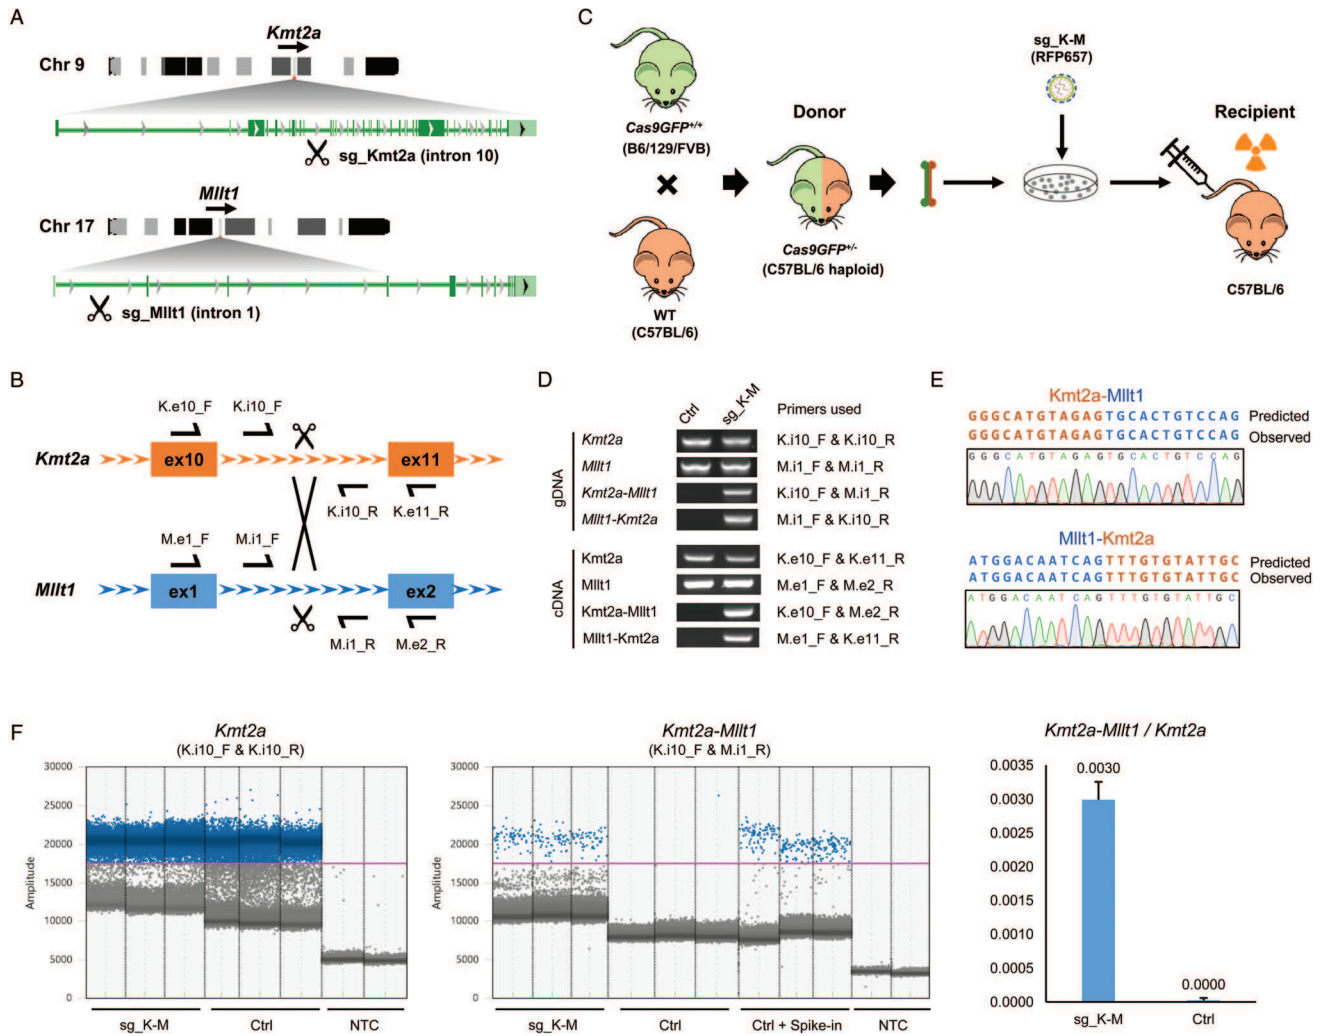 A
Kmt2a
Chr 9
sg_Kmt2a (intron 10)
Mllt1
Chr 17
sg_Mllt1 (intron 1)
C
Cas9GFP+/+
(B6/129/FVB)
WT
(C57BL/6)
Donor
Cas9GFP+/-
(C57BL/6 haploid)
sg_K-M
(RFP657)
Recipient
C57BL/6
B
K.e10_F
K.i10_F
Kmt2a
ex10
ex11
K.i10_R
K.e11_R
M.e1_F
M.i1_F
Mllt1
ex1
ex2
M.i1_R
M.e2_R
D
Ctrl
sg_K-M
Primers used
gDNA
Kmt2a
K.i10_F & K.i10_R
Mllt1
M.i1_F & M.i1_R
Kmt2a-Mllt1
K.i10_F & M.i1_R
Mllt1-Kmt2a
M.i1_F & K.i10_R
cDNA
Kmt2a
K.e10_F & K.e11_R
Mllt1
M.e1_F & M.e2_R
Kmt2a-Mllt1
K.e10_F & M.e2_R
Mllt1-Kmt2a
M.e1_F & K.e11_R
E
Kmt2a-Mllt1
GGGCATGTAGAGTGCACTGTCCAG Predicted
GGGCATGTAGAGTGCACTGTCCAG Observed
GGGCATGTAGAGTGCACTGTCCAG
Mllt1-Kmt2a
ATGGACAATCAGTTTGTGTATTGC Predicted
ATGGACAATCAGTTTGTGTATTGC Observed
ATGGACAATCAGTTTGTGTATTGC
F
Kmt2a
(K.i10_F & K.i10_R)
Amplitude
30000
25000
20000
15000
10000
5000
0
sg_K-M
Ctrl
NTC
Kmt2a-Mllt1
(K.i10_F & M.i1_R)
Amplitude
30000
25000
20000
15000
10000
5000
0
sg_K-M
Ctrl
Ctrl + Spike-in
NTC
Kmt2a-Mllt1 / Kmt2a
0.0035
0.0030
0.0025
0.0020
0.0015
0.0010
0.0005
0.0000
0.0030
0.0000
sg_K-M
Ctrl